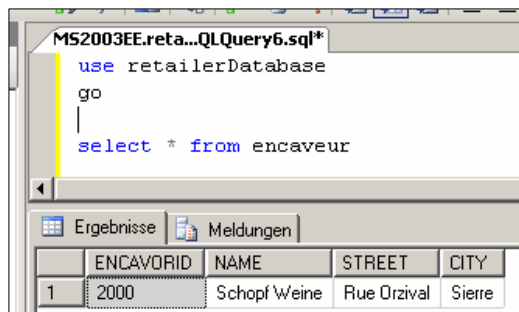 MS2003EE.reta...QLQuery6.sql*
use retailerDatabase
go
select * from encaveur
Ergebnisse Meldungen
ENCAVORID NAME STREET CITY
1 2000 Schopf Weine Rue Orzival Sierre